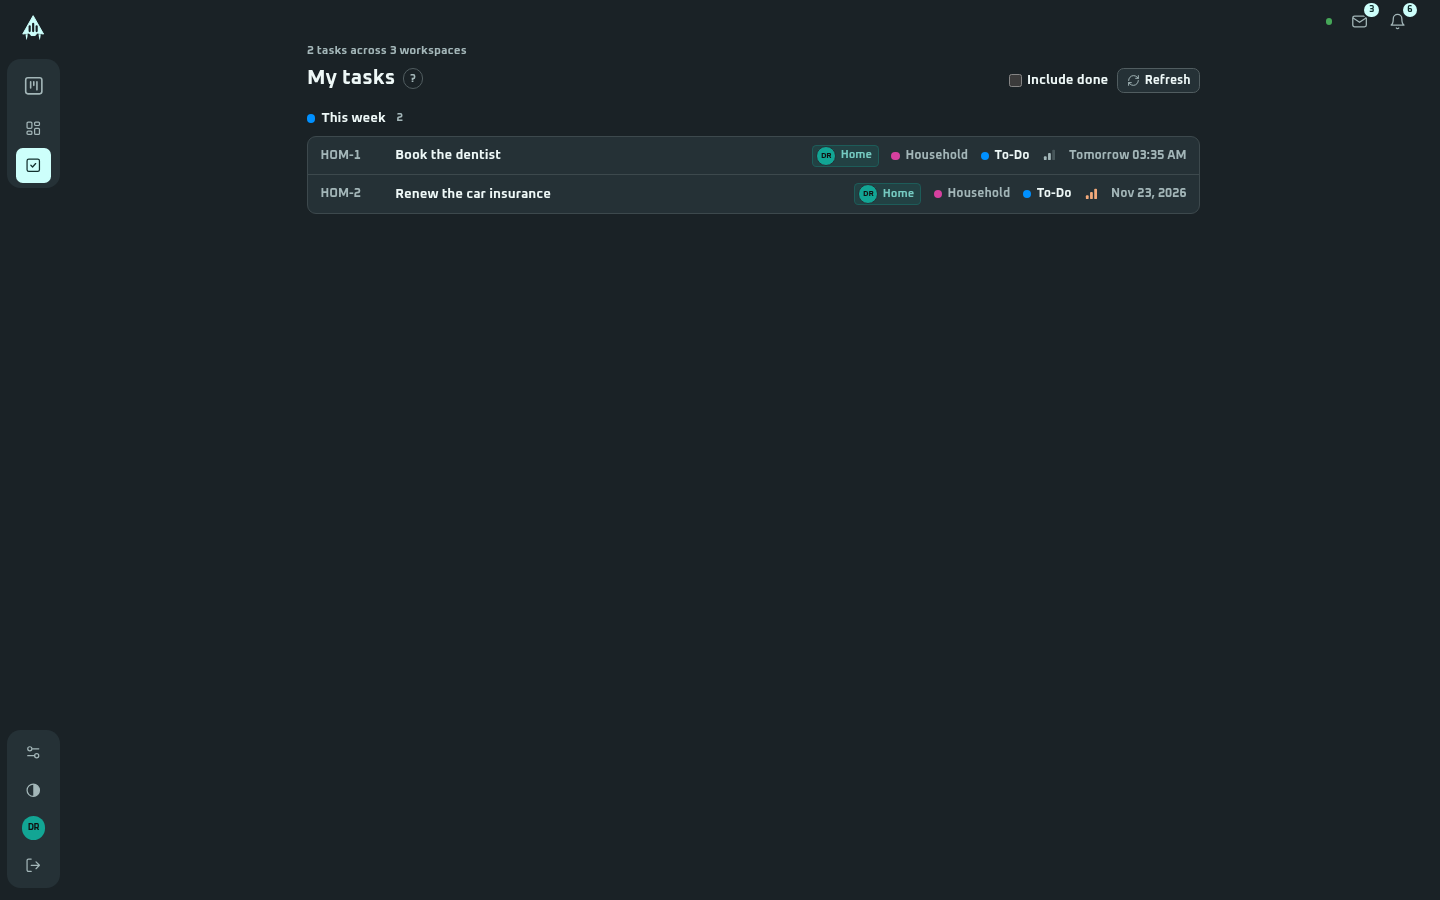 3
6
2 tasks across 3 workspaces
My tasks ?
Include done
Refresh
This week 2
HOM-1 Book the dentist DR Home Household To-Do Tomorrow 03:35 AM
HOM-2 Renew the car insurance DR Home Household To-Do Nov 23, 2026
DR